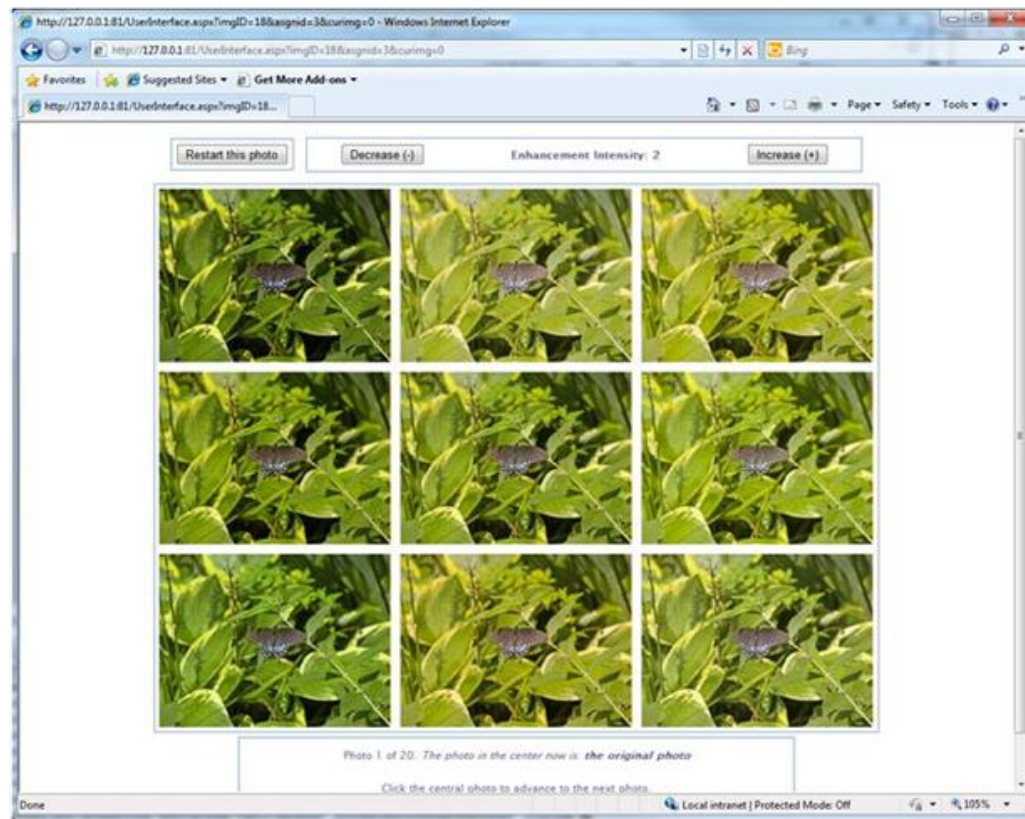 http://127.0.0.1:81/UserInterface.aspx?imgID=18&asgnid=3&curimg=0 - Windows Internet Explorer
http://127.0.0.1:81/UserInterface.aspx?imgID=18&asgnid=3&curimg=0 Bing
Favorites Suggested Sites Get More Add-ons
http://127.0.0.1:81/UserInterface.aspx?imgID=18... Page Safety Tools
Restart this photo Decrease (-) Enhancement Intensity: 2 Increase (+)
Photo 1 of 20. The photo in the center now is: the original photo
Click the central photo to advance to the next photo.
Done Local intranet | Protected Mode: Off 105%